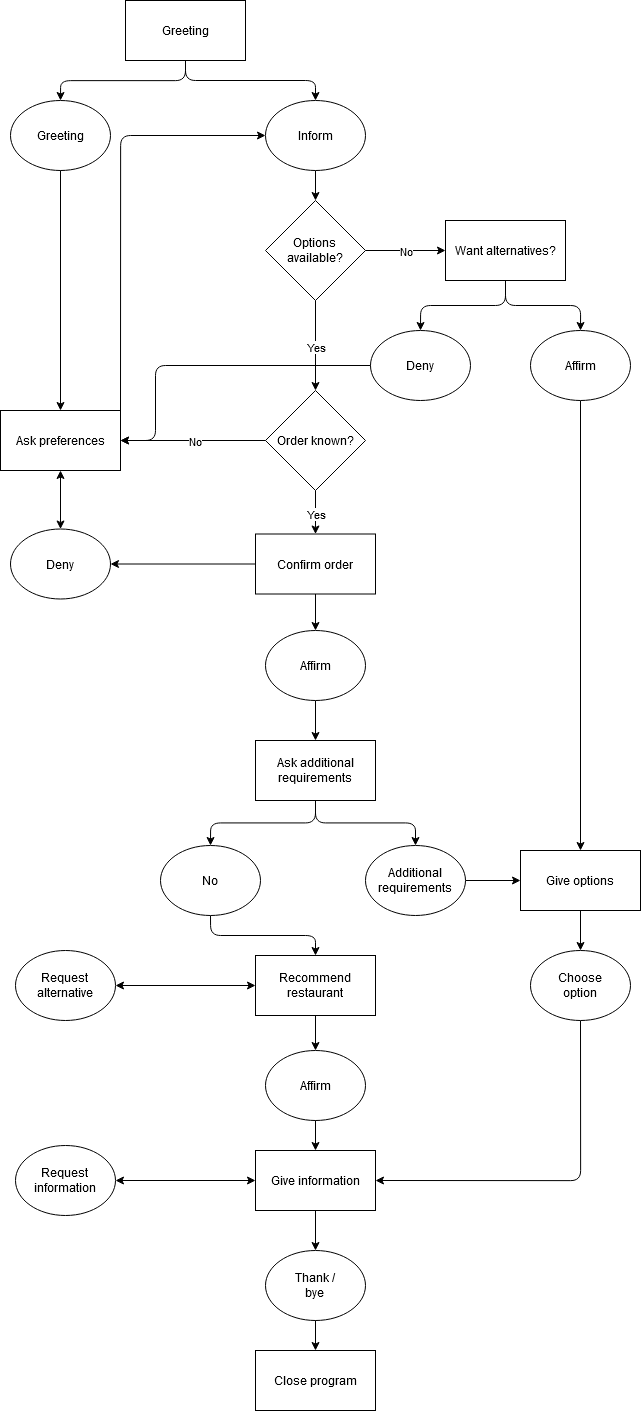 Greeting
Greeting
Inform
Options
available?
No
Want alternatives?
Yes
Deny
Affirm
Ask preferences
No
Order known?
Yes
Deny
Confirm order
Affirm
Ask additional
requirements
No
Additional
requirements
Give options
Request
alternative
Recommend
restaurant
Choose
option
Affirm
Request
information
Give information
Thank /
bye
Close program